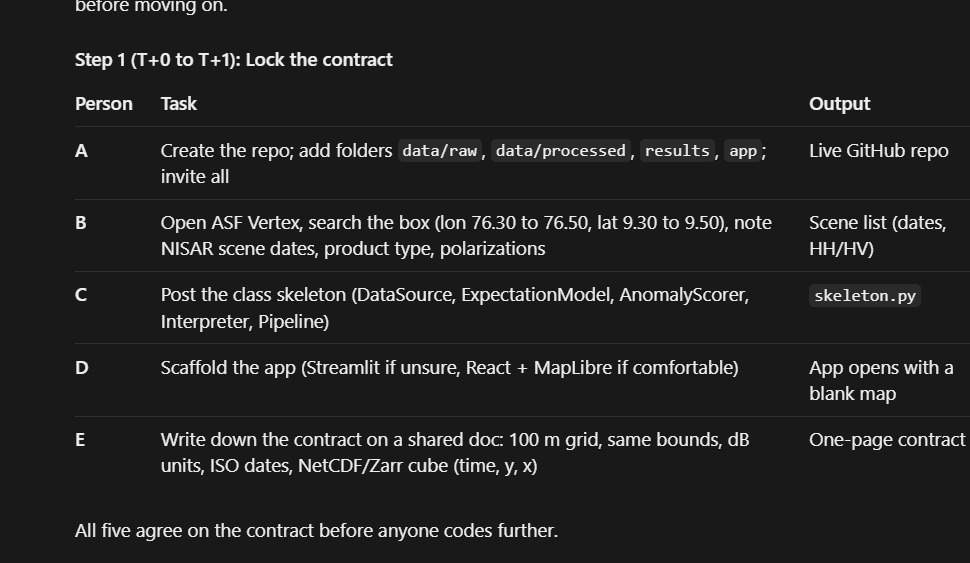 before moving on.
Step 1 (T+0 to T+1): Lock the contract
Person Task Output
A Create the repo; add folders data/raw, data/processed, results, app; Live GitHub repo
invite all
B Open ASF Vertex, search the box (lon 76.30 to 76.50, lat 9.30 to 9.50), note Scene list (dates,
NISAR scene dates, product type, polarizations HH/HV)
C Post the class skeleton (DataSource, ExpectationModel, AnomalyScorer, skeleton.py
Interpreter, Pipeline)
D Scaffold the app (Streamlit if unsure, React + MapLibre if comfortable) App opens with a
blank map
E Write down the contract on a shared doc: 100 m grid, same bounds, dB One-page contract
units, ISO dates, NetCDF/Zarr cube (time, y, x)
All five agree on the contract before anyone codes further.